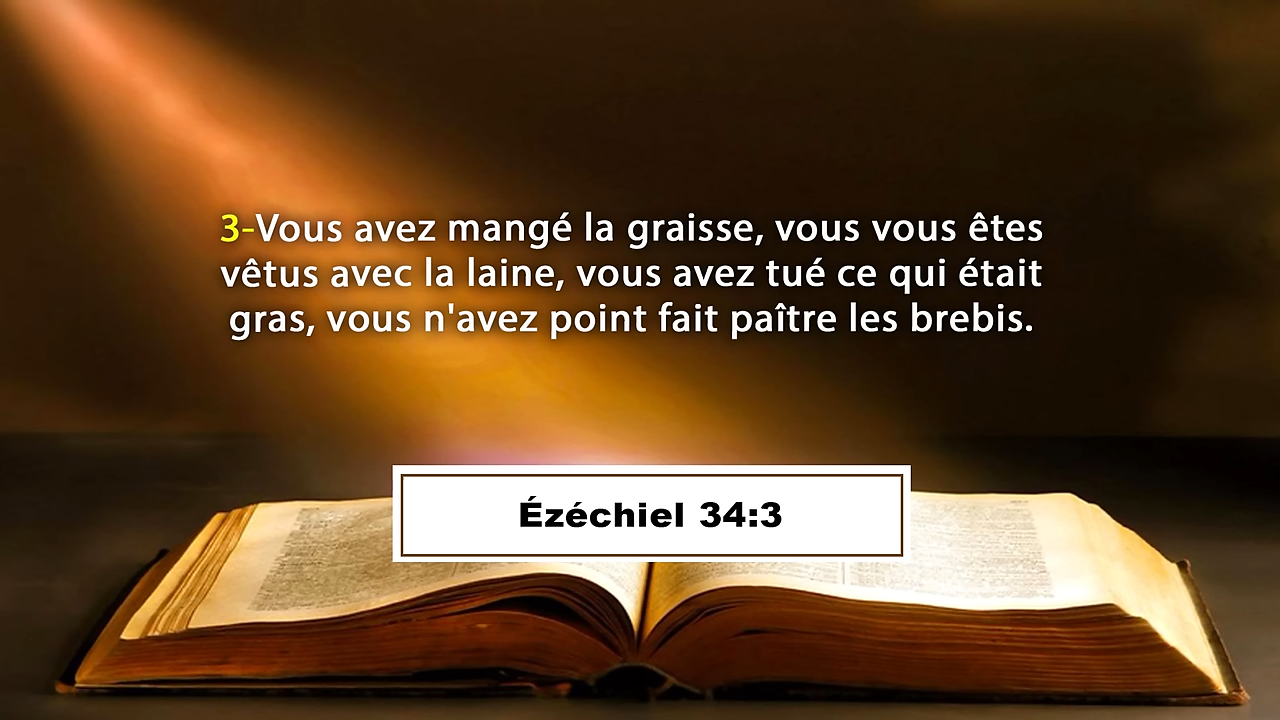 3-Vous avez mangé la graisse, vous vous êtes
vêtus avec la laine, vous avez tué ce qui était
gras, vous n'avez point fait paître les brebis.
Ézéchiel 34:3